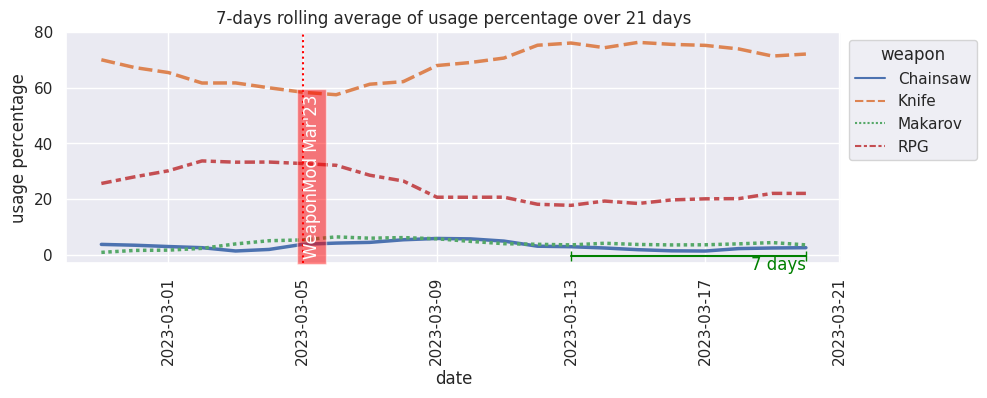 7-days rolling average of usage percentage over 21 days
usage percentage
80
60
40
20
0
WeaponMod Mar'23
7 days
2023-03-01
2023-03-05
2023-03-09
2023-03-13
2023-03-17
2023-03-21
date
weapon
Chainsaw
Knife
Makarov
RPG